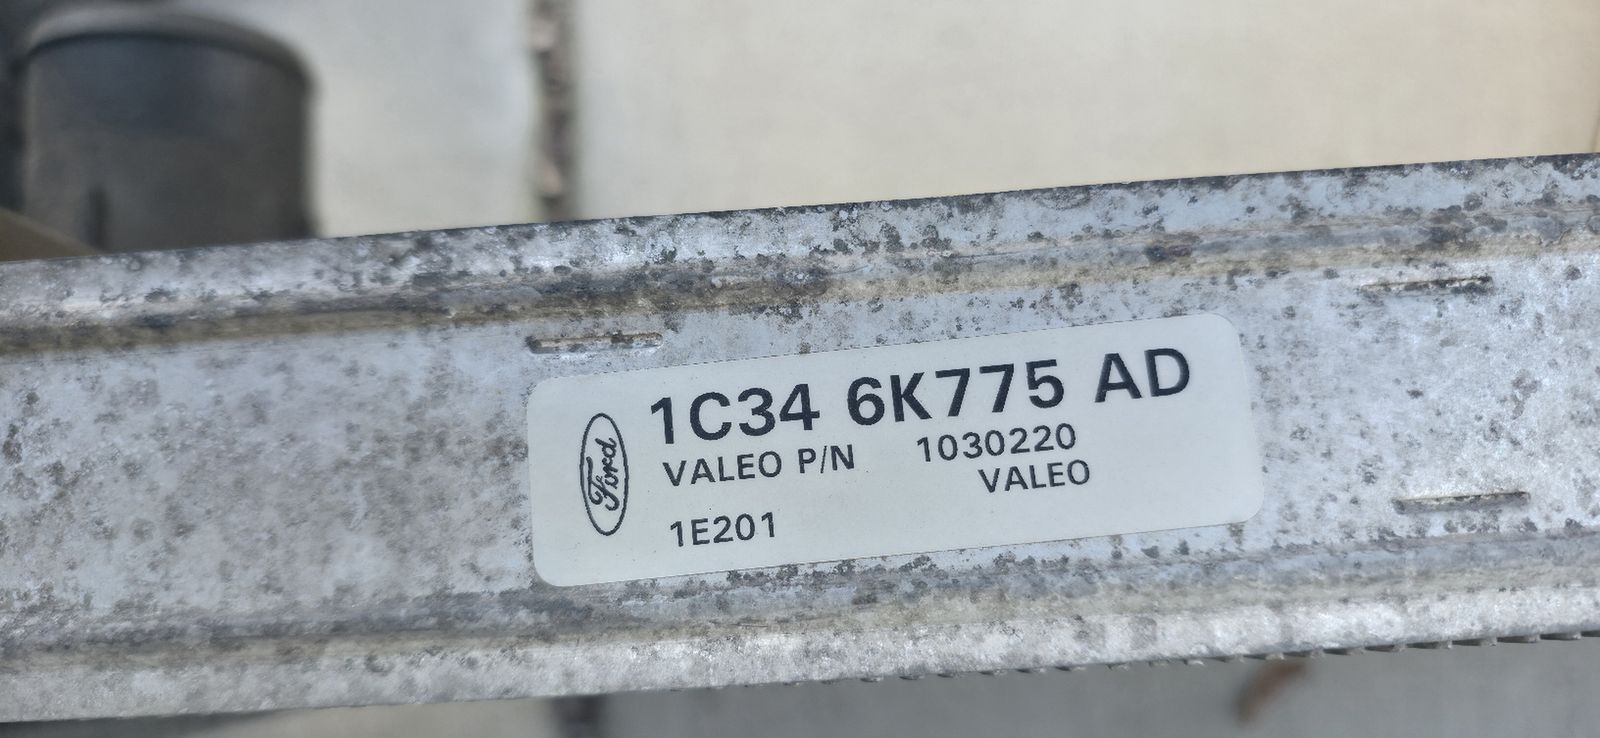 Ford
1C34 6K775 AD
VALEO P/N 1030220
VALEO
1E201